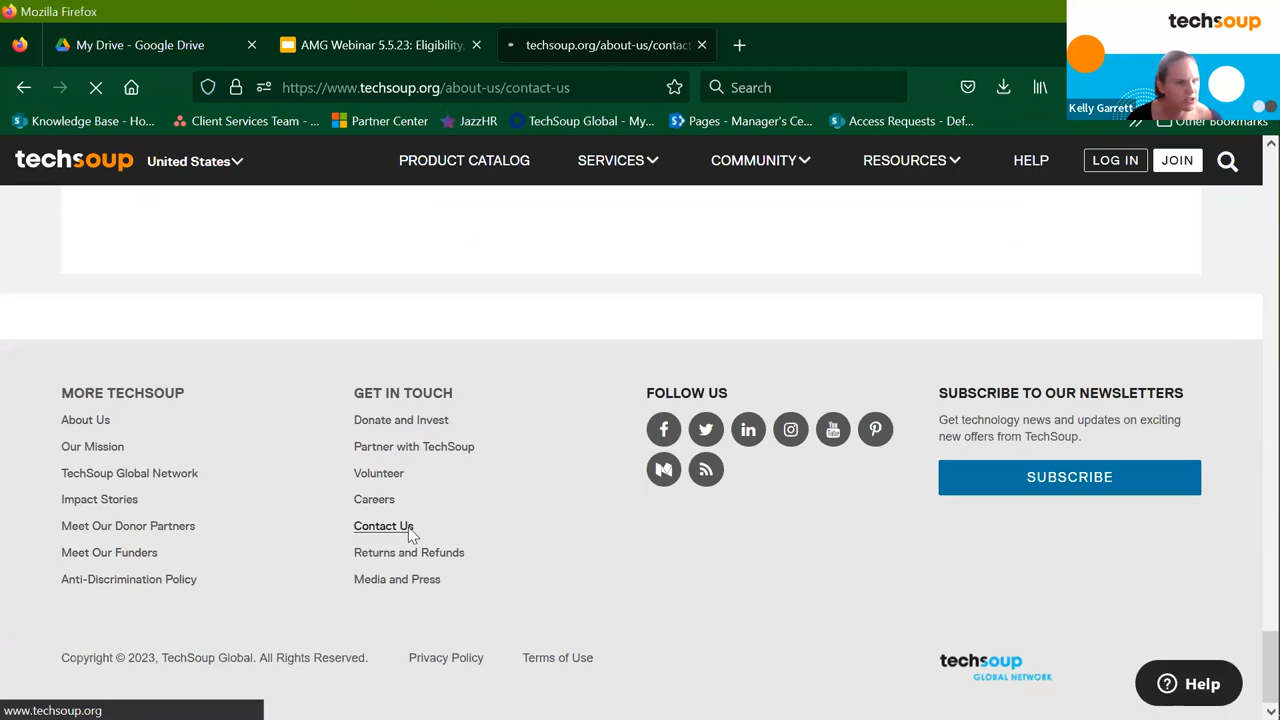 Mozilla Firefox
techsoup
My Drive - Google Drive
AMG Webinar 5.5.23: Eligibility,
techsoup.org/about-us/contact
https://www.techsoup.org/about-us/contact-us
Search
Kelly Garrett
Knowledge Base - Ho...
Client Services Team - ...
Partner Cente
JazzHR
TechSoup Global - My...
Pages - Manager's Ce...
Access Requests - Def...
Other bookmarks
techsoup
United States
PRODUCT CATALOG
SERVICES
COMMUNITY
RESOURCES
HELP
LOG IN
JOIN
MORE TECHSOUP
About Us
Our Mission
TechSoup Global Network
Impact Stories
Meet Our Donor Partners
Meet Our Funders
Anti-Discrimination Policy
GET IN TOUCH
Donate and Invest
Partner with TechSoup
Volunteer
Careers
Contact Us
Returns and Refunds
Media and Press
FOLLOW US
You
Tube
SUBSCRIBE TO OUR NEWSLETTERS
Get technology news and updates on exciting
new offers from TechSoup.
SUBSCRIBE
Copyright © 2023, TechSoup Global. All Rights Reserved.
Privacy Policy
Terms of Use
techsoup
GLOBAL NETWORK
Help
www.techsoup.org